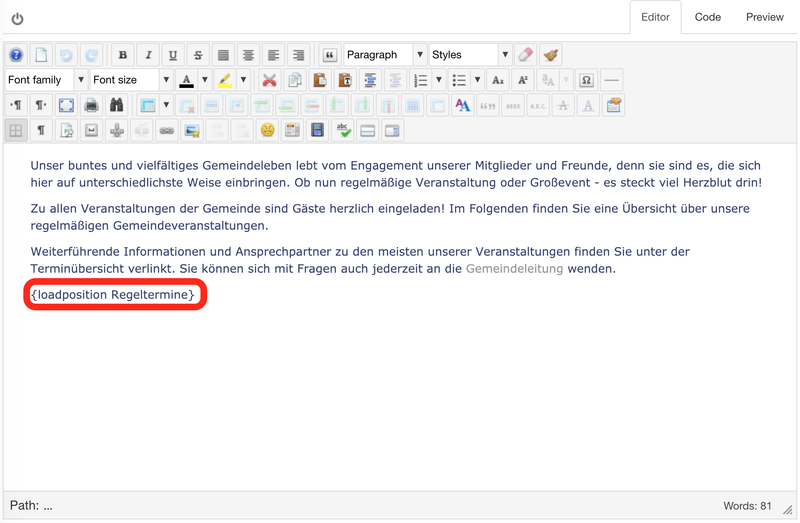 Editor Code Preview
B I U S Paragraph Styles
Font family Font size A
Unser buntes und vielfältiges Gemeindeleben lebt vom Engagement unserer Mitglieder und Freunde, denn sie sind es, die sich
hier auf unterschiedlichste Weise einbringen. Ob nun regelmäßige Veranstaltung oder Großevent - es steckt viel Herzblut drin!
Zu allen Veranstaltungen der Gemeinde sind Gäste herzlich eingeladen! Im Folgenden finden Sie eine Übersicht über unsere
regelmäßigen Gemeindeveranstaltungen.
Weiterführende Informationen und Ansprechpartner zu den meisten unserer Veranstaltungen finden Sie unter der
Terminübersicht verlinkt. Sie können sich mit Fragen auch jederzeit an die Gemeindeleitung wenden.
{loadposition Regeltermine}
Path: ... Words: 81